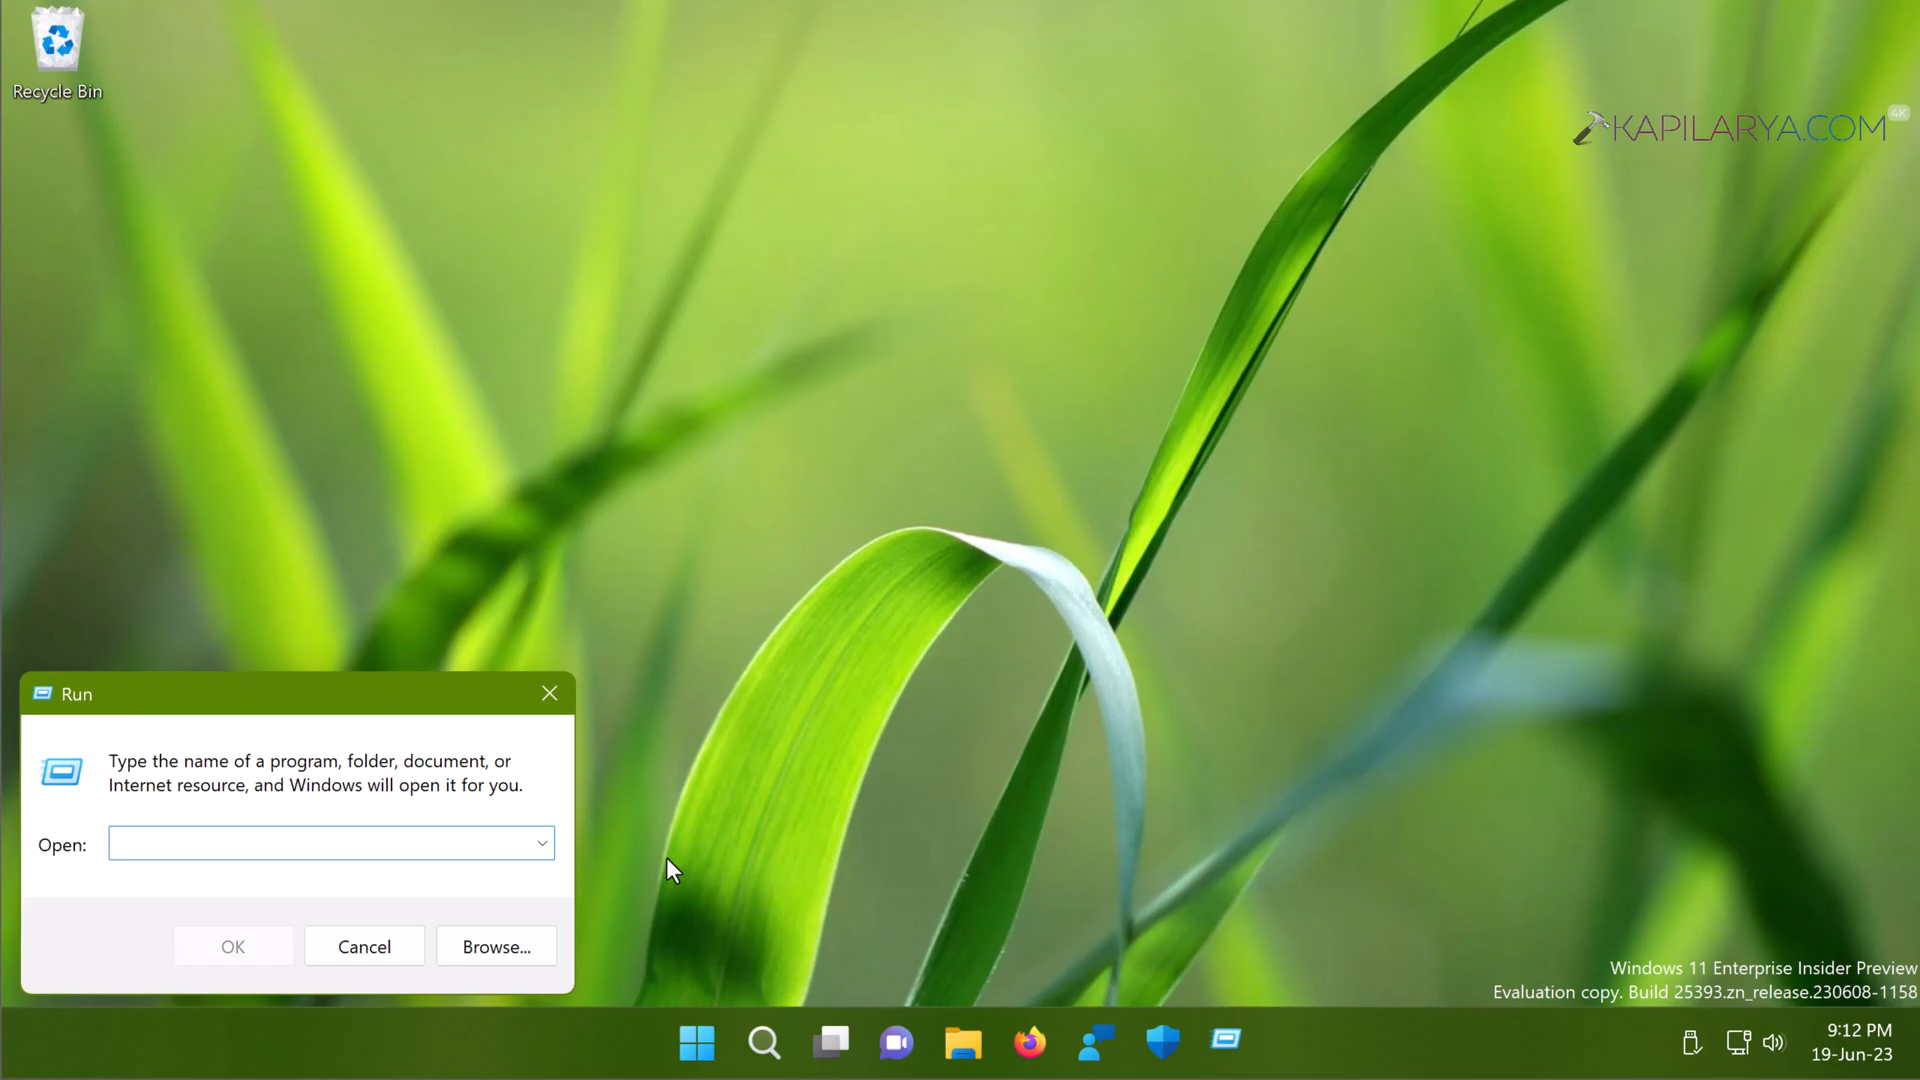 Recycle Bin
KAPILARYA.COM
4K
Run
Type the name of a program, folder, document, or
Internet resource, and Windows will open it for you.
Open:
OK
Cancel
Browse...
Windows 11 Enterprise Insider Preview
Evaluation copy. Build 25393.zn_release.230608-1158
9:12 PM
19-Jun-23